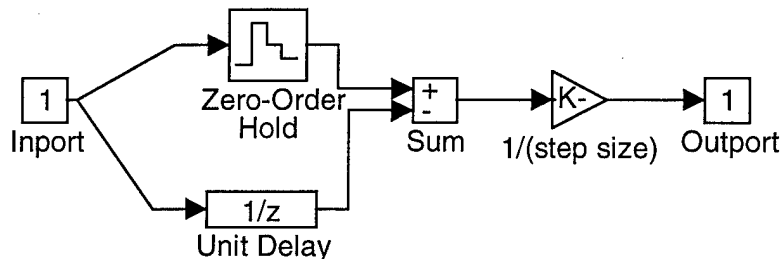 1
Inport
Zero-Order
Hold
1/z
Unit Delay
+
-
Sum
K-
1/(step size)
1
Outport